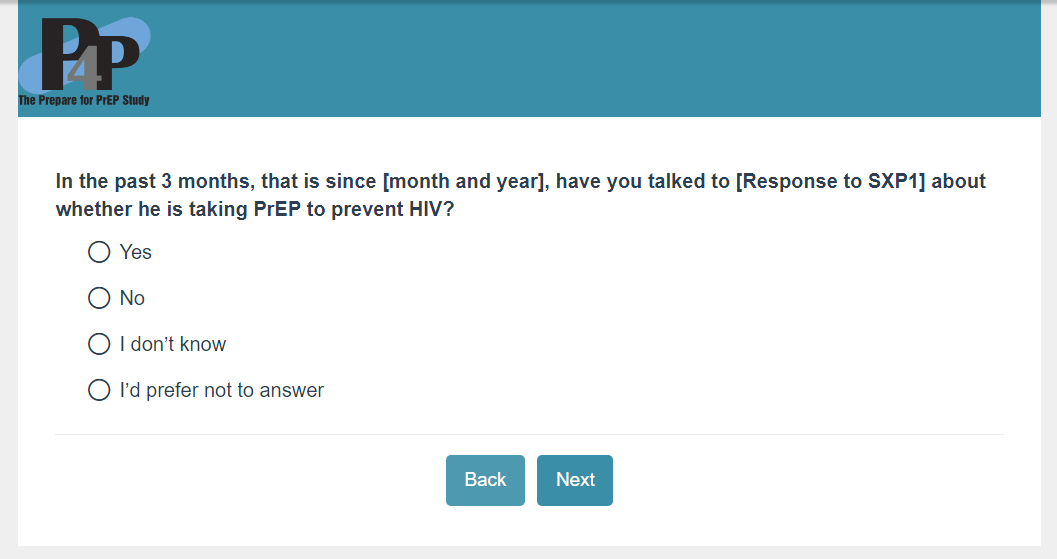 P4P
The Prepare for PrEP Study
In the past 3 months, that is since [month and year], have you talked to [Response to SXP1] about
whether he is taking PrEP to prevent HIV?
Yes
No
I don’t know
I’d prefer not to answer
Back
Next